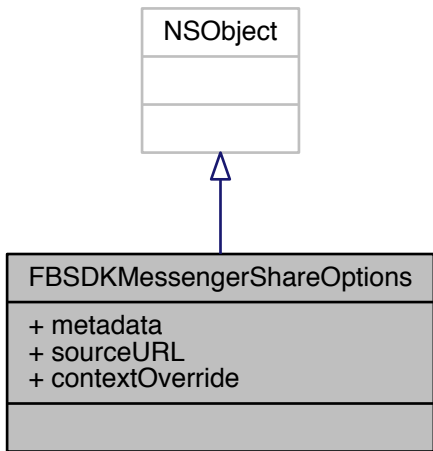 NSObject
FBSDKMessengerShareOptions
+ metadata
+ sourceURL
+ contextOverride